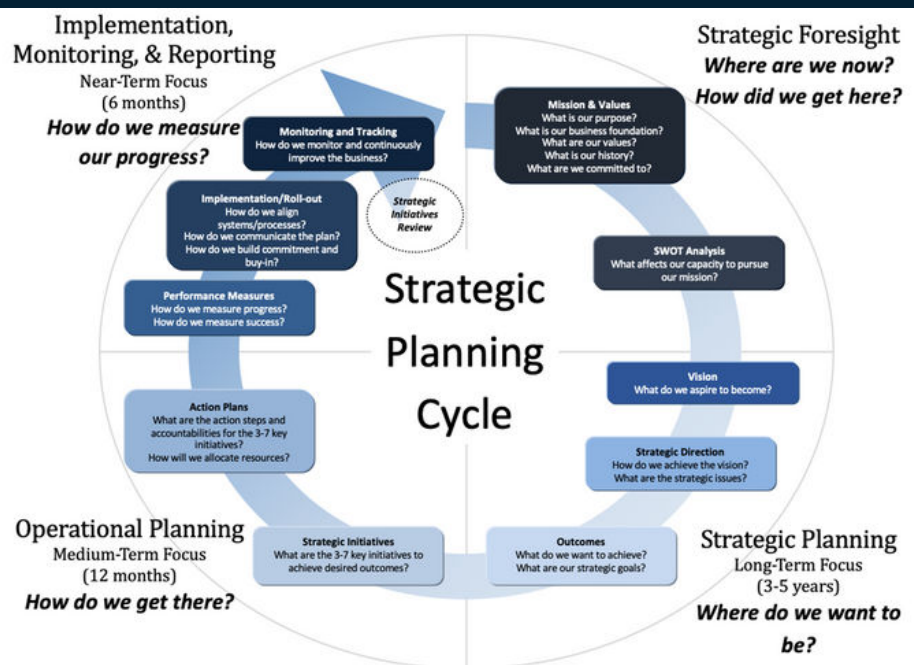 Implementation,
Monitoring, & Reporting
Near-Term Focus
(6 months)
How do we measure
our progress?
Strategic Foresight
Where are we now?
How did we get here?
Mission & Values
What is our purpose?
What is our business foundation?
What are our values?
What is our history?
What are we committed to?
SWOT Analysis
What affects our capacity to pursue
our mission?
Vision
What do we aspire to become?
Strategic Direction
How do we achieve the vision?
What are the strategic issues?
Outcomes
What do we want to achieve?
What are our strategic goals?
Strategic Planning
Long-Term Focus
(3-5 years)
Where do we want to
be?
Strategic Initiatives
What are the 3-7 key initiatives to
achieve desired outcomes?
Operational Planning
Medium-Term Focus
(12 months)
How do we get there?
Action Plans
What are the action steps and
accountabilities for the 3-7 key
initiatives?
How will we allocate resources?
Performance Measures
How do we measure progress?
How do we measure success?
Implementation/Roll-out
How do we align
systems/processes?
How do we communicate the plan?
How do we build commitment and
buy-in?
Monitoring and Tracking
How do we monitor and continuously
improve the business?
Strategic
Initiatives
Review
Strategic
Planning
Cycle